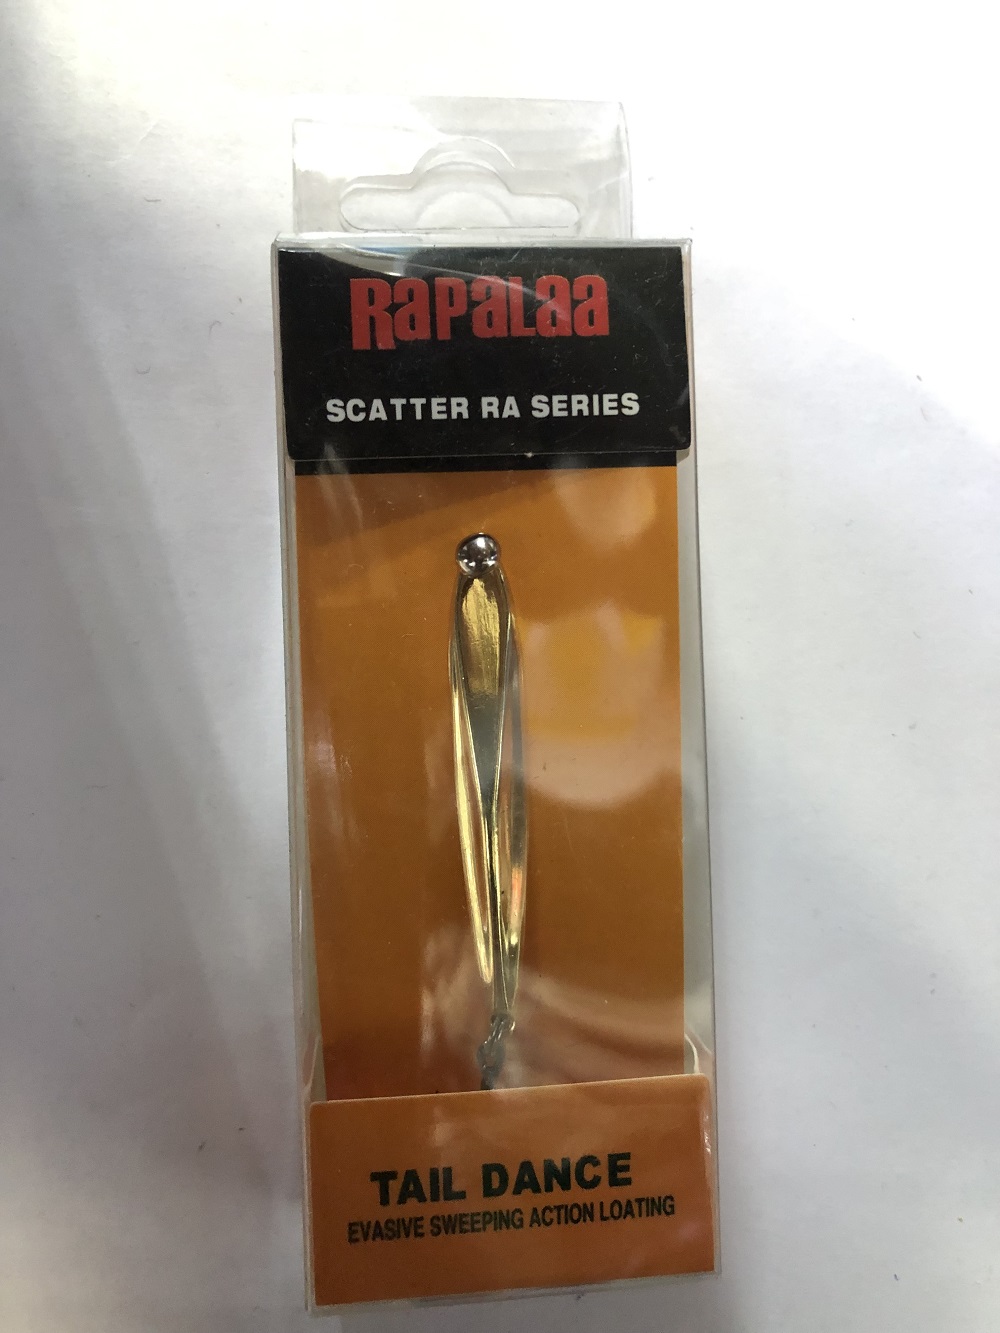 RaPaLaa
SCATTER RA SERIES
TAIL DANCE
EVASIVE SWEEPING ACTION LOATING